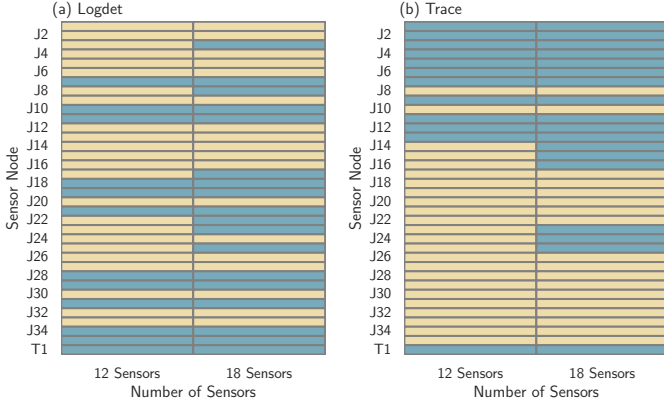 (a) Logdet
(b) Trace
Sensor Node
J2
J4
J6
J8
J10
J12
J14
J16
J18
J20
J22
J24
J26
J28
J30
J32
J34
T1
12 Sensors
18 Sensors
Number of Sensors
Sensor Node
J2
J4
J6
J8
J10
J12
J14
J16
J18
J20
J22
J24
J26
J28
J30
J32
J34
T1
12 Sensors
18 Sensors
Number of Sensors